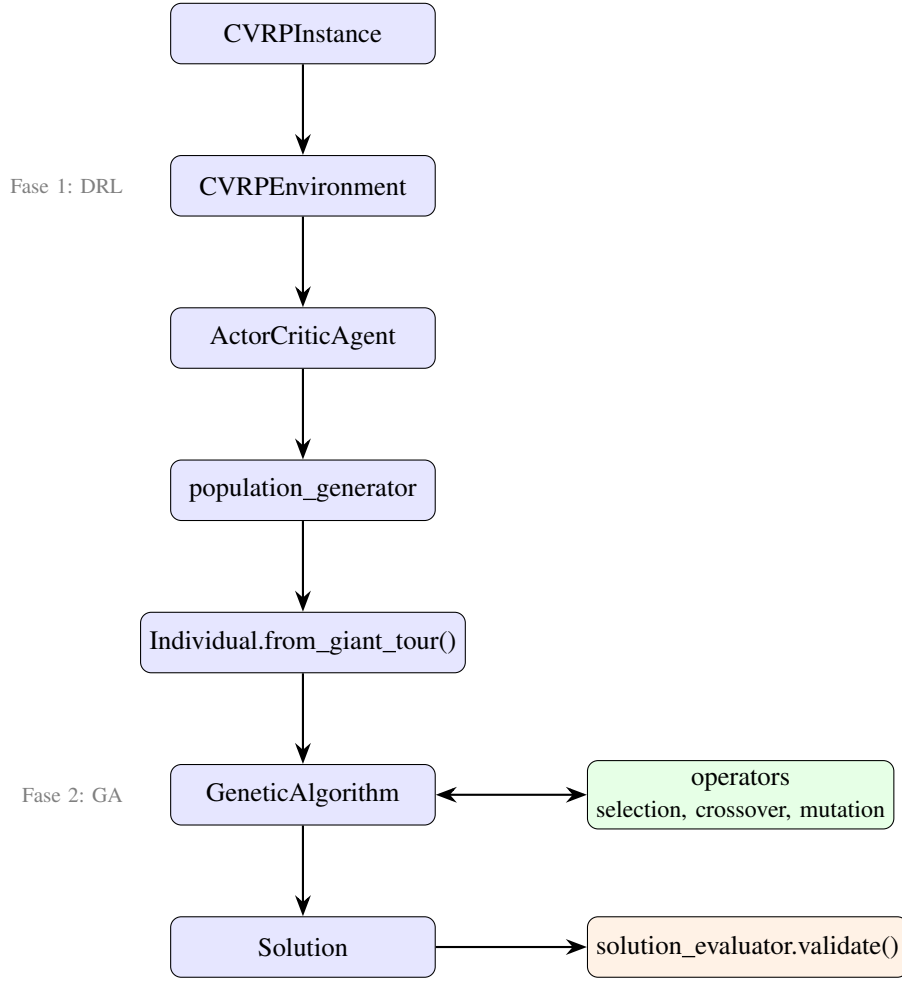 CVRPInstance
Fase 1: DRL
CVRPEnvironment
ActorCriticAgent
population_generator
Individual.from_giant_tour()
Fase 2: GA
GeneticAlgorithm
operators
selection, crossover, mutation
Solution
solution_evaluator.validate()